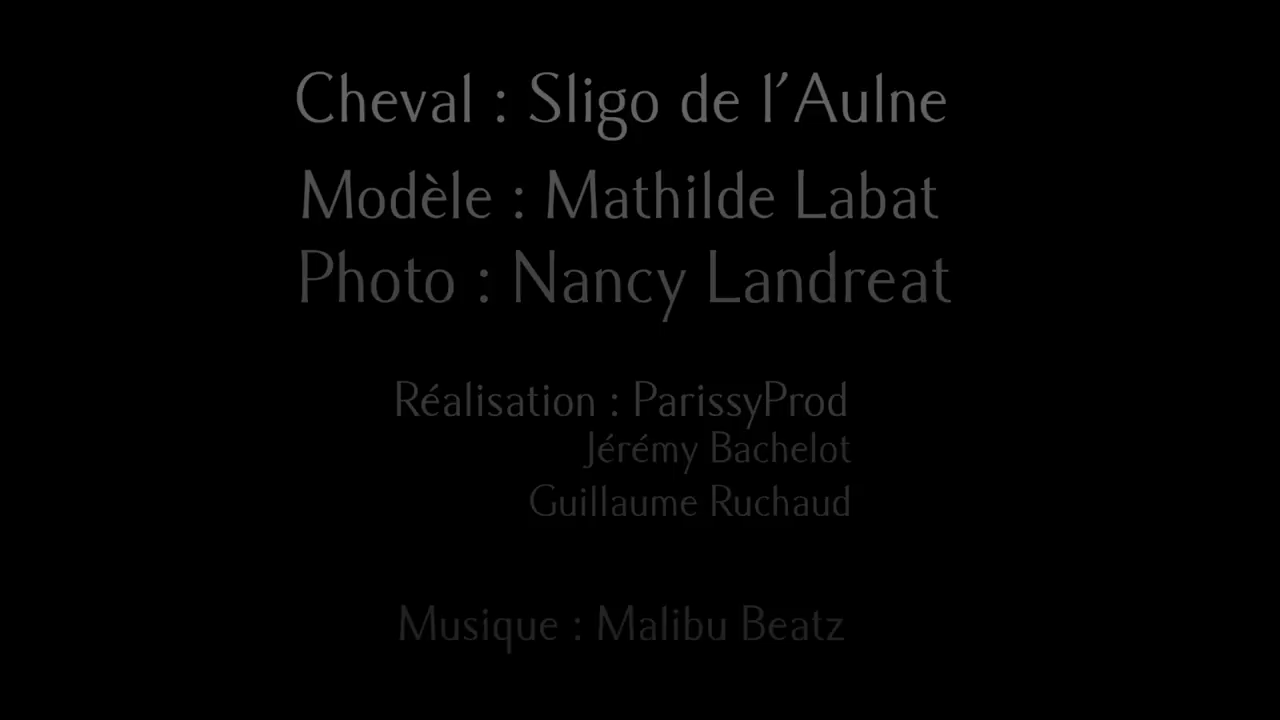 Cheval : Sligo de l'Aulne
Modèle : Mathilde Labat
Photo : Nancy Landreat
Réalisation : ParissyProd
Jérémy Bachelot
Guillaume Ruchaud
Musique : Malibu Beatz